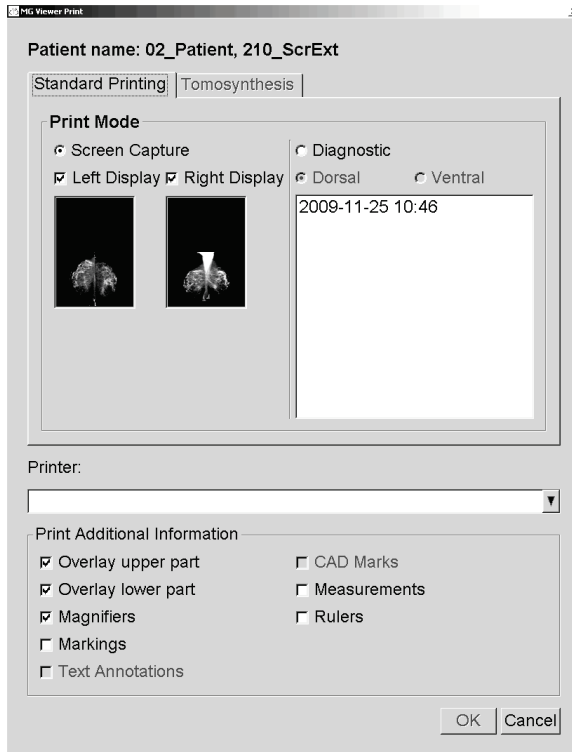 MG Viewer Print
Patient name: 02_Patient, 210_ScrExt
Standard Printing Tomosynthesis
Print Mode
Screen Capture
Diagnostic
Left Display Right Display
Dorsal Ventral
2009-11-25 10:46
Printer:
Print Additional Information
Overlay upper part
CAD Marks
Overlay lower part
Measurements
Magnifiers
Rulers
Markings
Text Annotations
OK Cancel